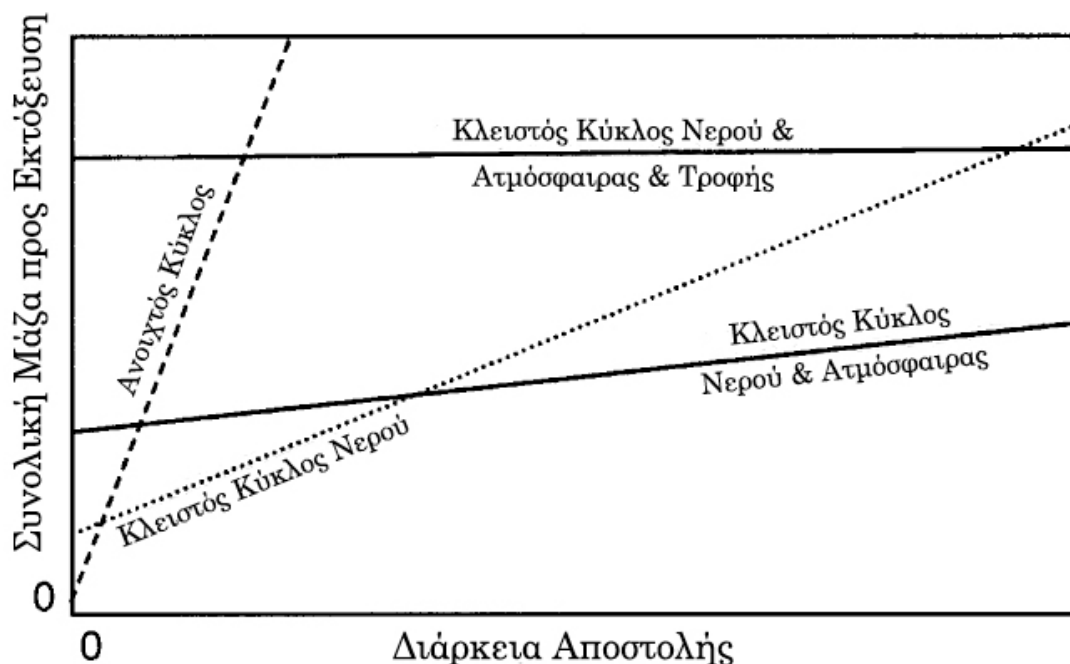 Συνολική Μάζα προς Εκτόξευση
Κλειστός Κύκλος Νερού &
Ατμόσφαιρας & Τροφής
Ανοιχτός Κύκλος
Κλειστός Κύκλος
Νερού & Ατμόσφαιρας
Κλειστός Κύκλος Νερού
0
0
Διάρκεια Αποστολής